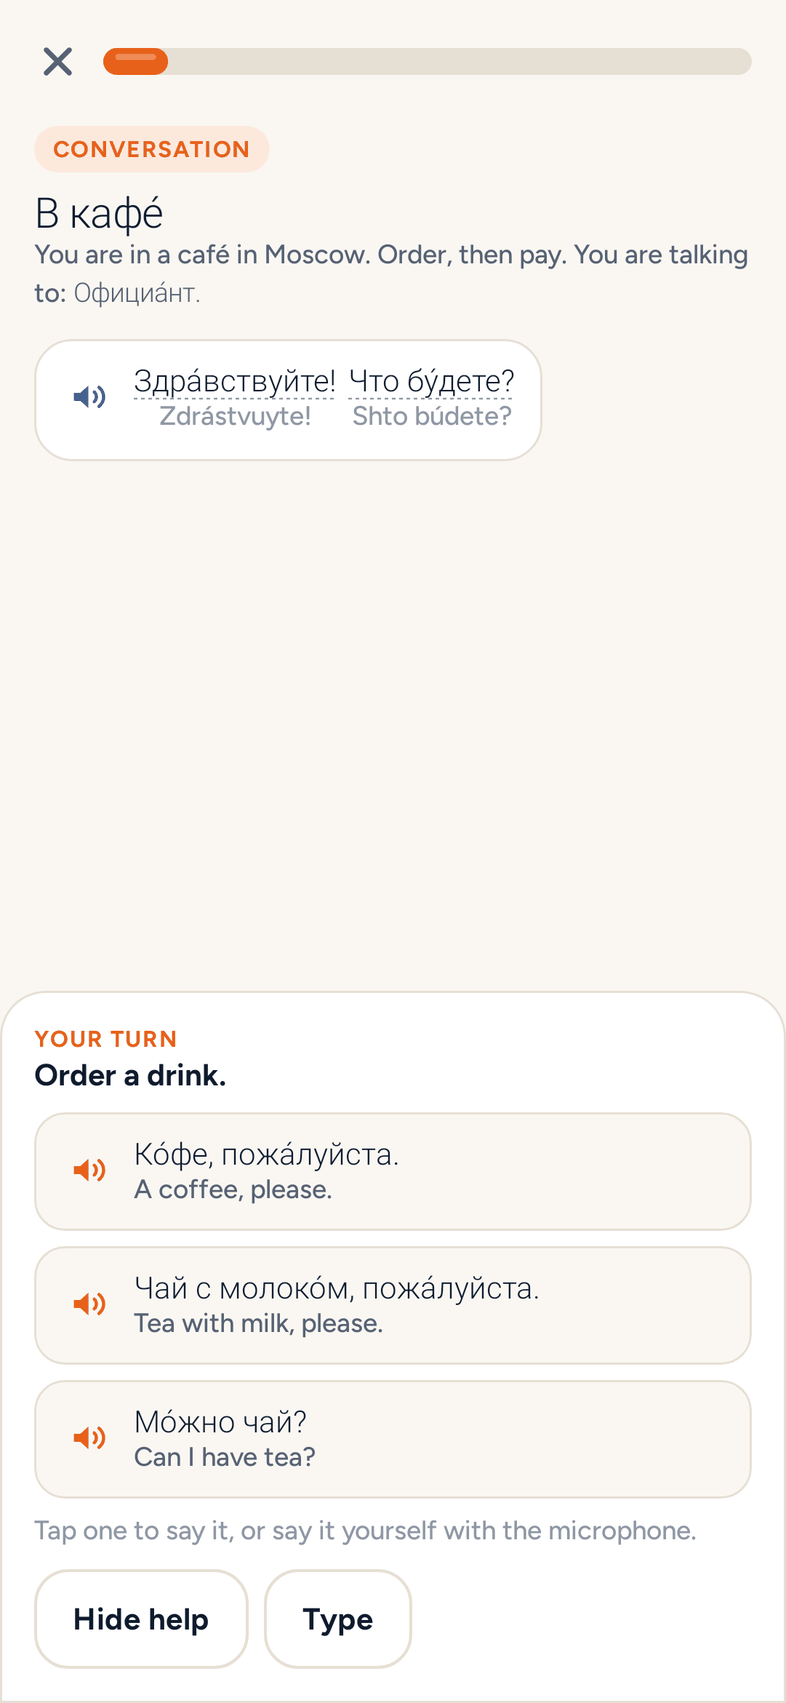 CONVERSATION
В кафе́
You are in a café in Moscow. Order, then pay. You are talking
to: Официа́нт.
Здра́вствуйте! Что бу́дете?
Zdrástvuyte! Shto búdete?
YOUR TURN
Order a drink.
Ко́фе, пожа́луйста.
A coffee, please.
Чай с молоко́м, пожа́луйста.
Tea with milk, please.
Мо́жно чай?
Can I have tea?
Tap one to say it, or say it yourself with the microphone.
Hide help Type